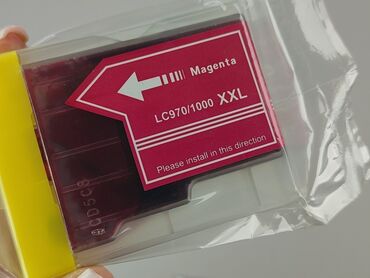 Magenta
LC970/1000 XXL
Please install in this direction